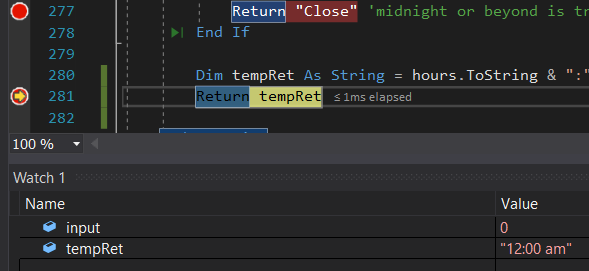 277 Return "Close" 'midnight or beyond is tr
278 End If
279
280 Dim tempRet As String = hours.ToString & ":"
281 Return tempRet ≤ 1ms elapsed
282
100 %
Watch 1
Name Value
input 0
tempRet "12:00 am"